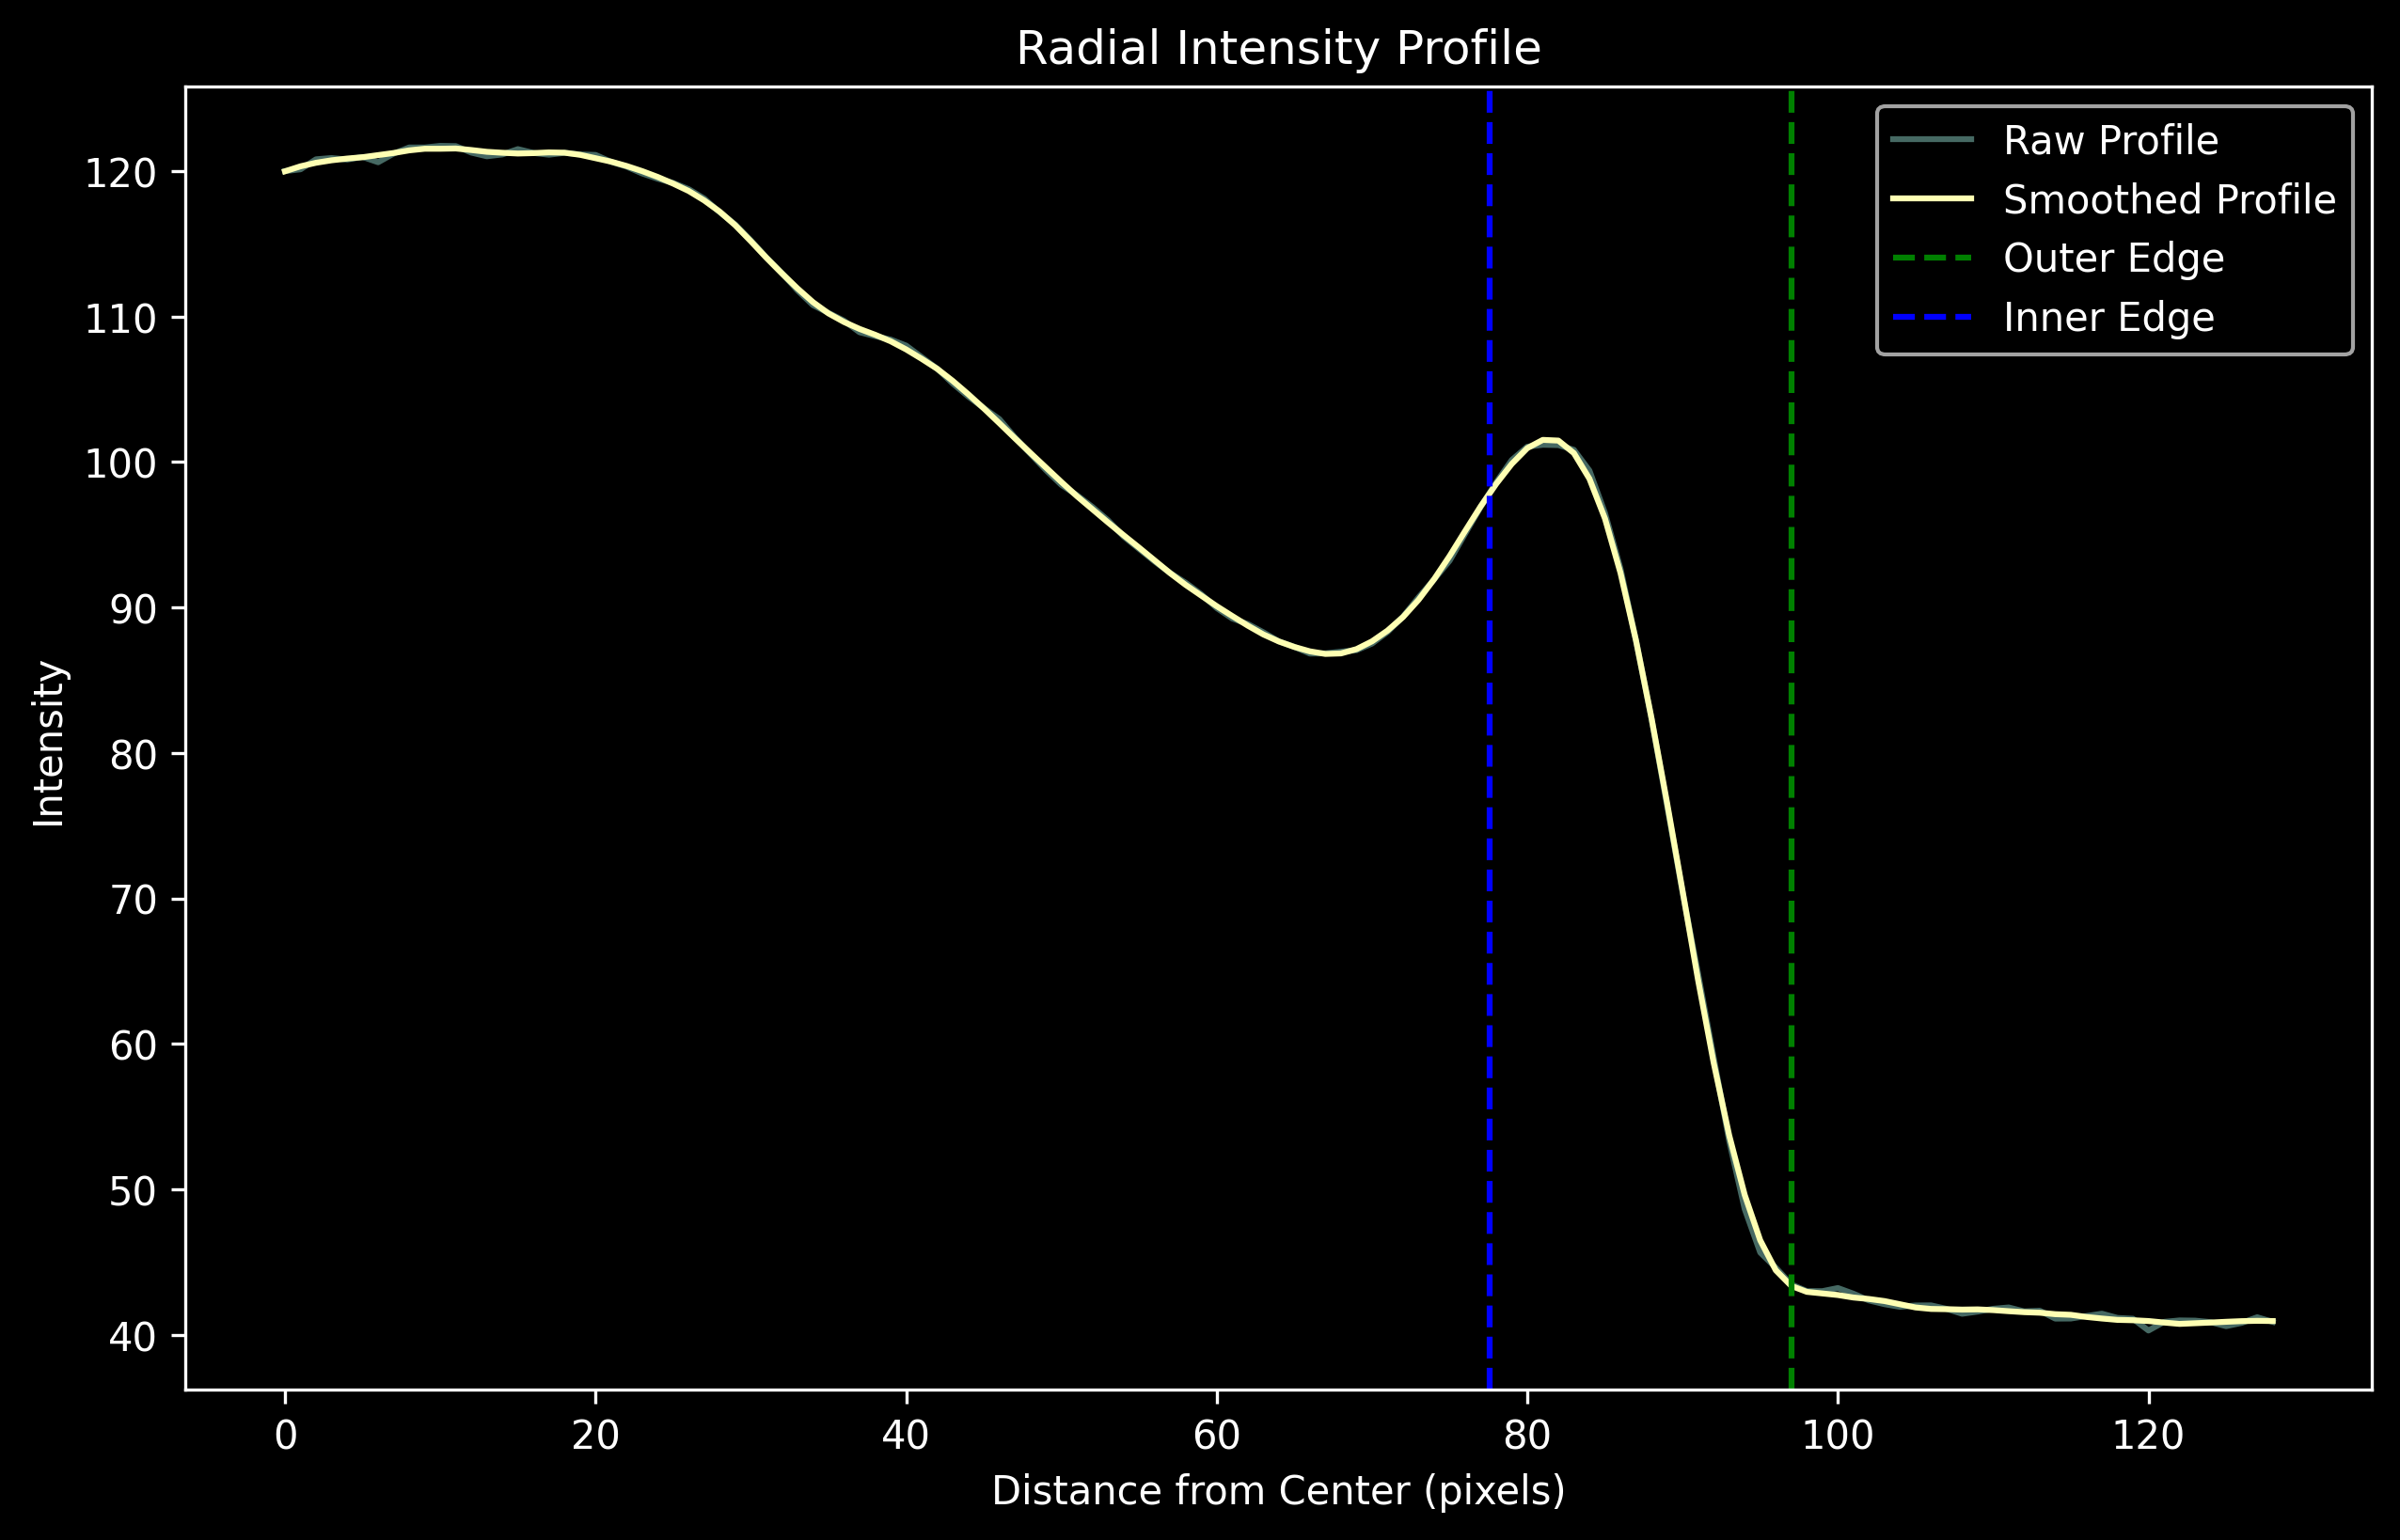 Radial Intensity Profile
Raw Profile
Smoothed Profile
Outer Edge
Inner Edge
120
110
100
90
80
70
60
50
40
Intensity
0 20 40 60 80 100 120
Distance from Center (pixels)